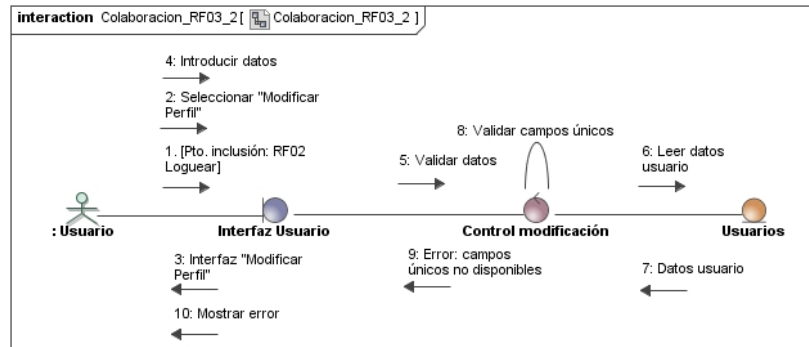 interaction Colaboracion_RF03_2[ Colaboracion_RF03_2 ]
4: Introducir datos
2: Seleccionar "Modificar
Perfil"
1. [Pto. inclusión: RF02
Loguear]
5: Validar datos
8: Validar campos únicos
6: Leer datos
usuario
: Usuario
Interfaz Usuario
Control modificación
Usuarios
3: Interfaz "Modificar
Perfil"
10: Mostrar error
9: Error: campos
únicos no disponibles
7: Datos usuario